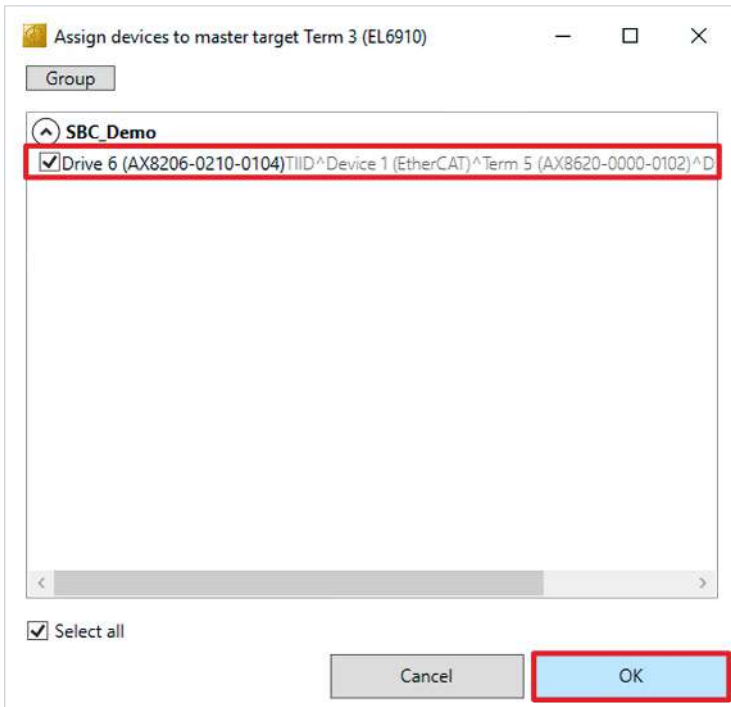 Assign devices to master target Term 3 (EL6910)
Group
SBC_Demo
Drive 6 (AX8206-0210-0104)TIID^Device 1 (EtherCAT)^Term 5 (AX8620-0000-0102)^D
Select all
Cancel OK